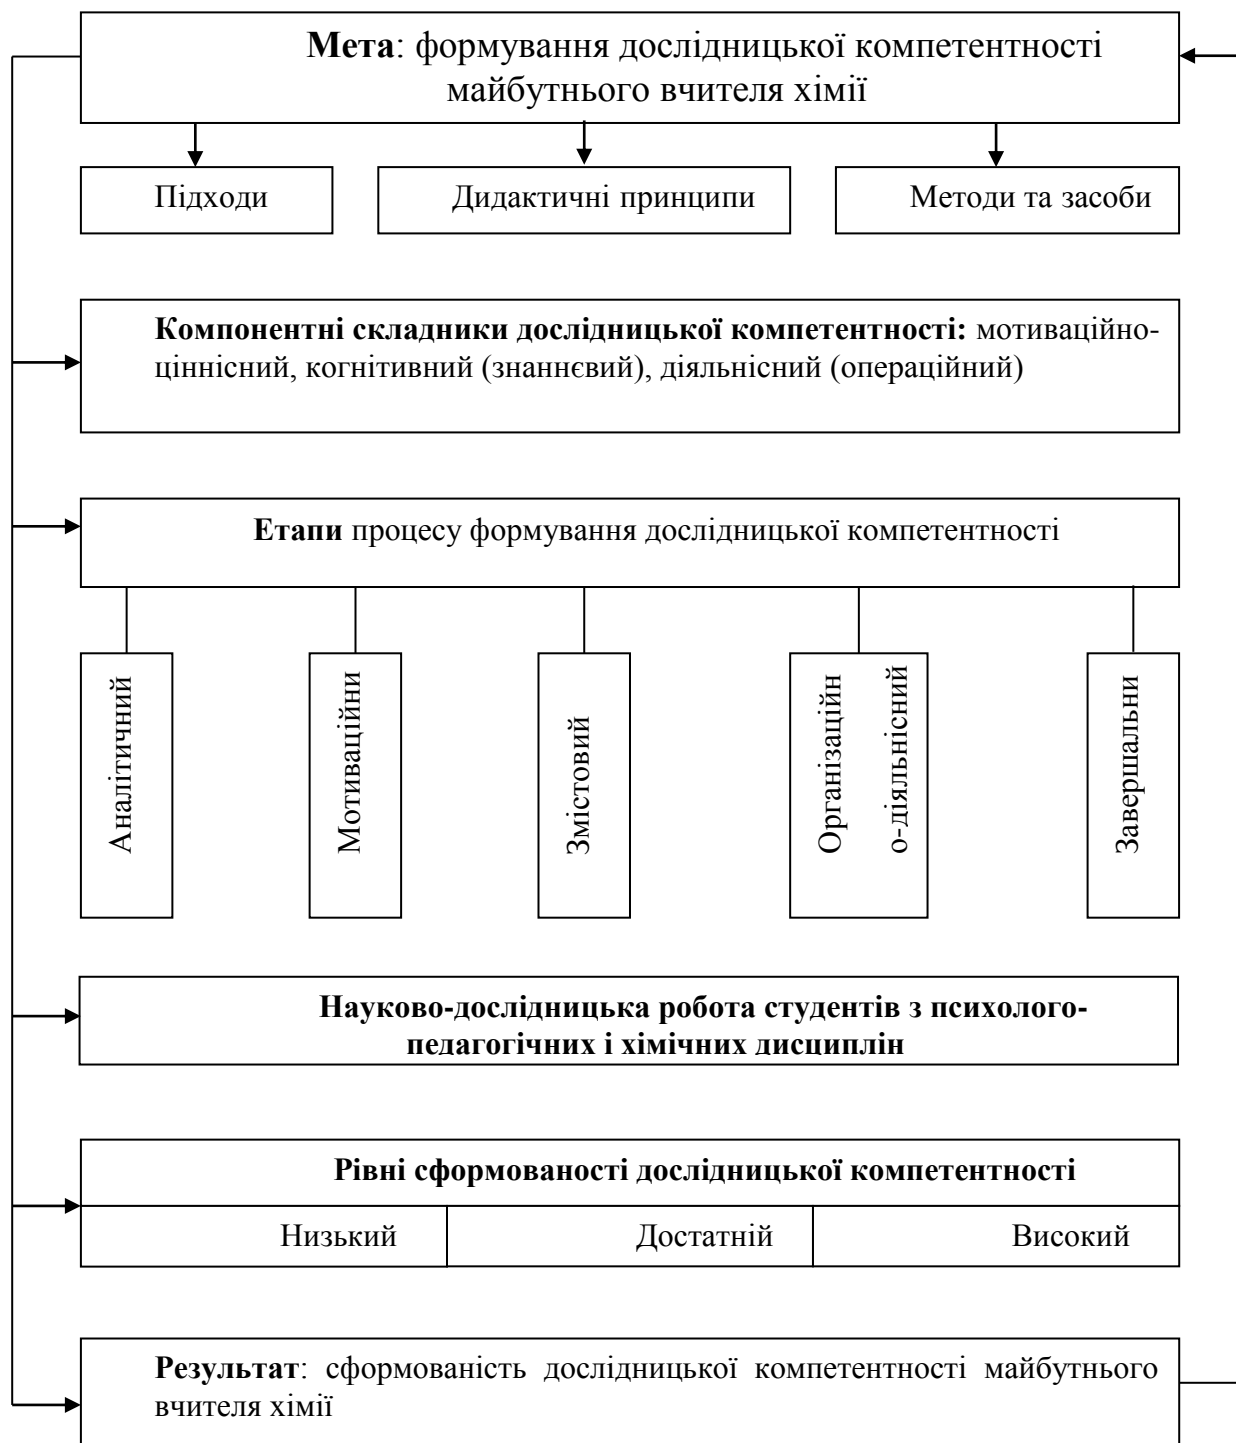 Мета: формування дослідницької компетентності
майбутнього вчителя хімії
Підходи
Дидактичні принципи
Методи та засоби
Компонентні складники дослідницької компетентності: мотиваційно-
ціннісний, когнітивний (знаннєвий), діяльнісний (операційний)
Етапи процесу формування дослідницької компетентності
Аналітичний
Мотиваційни
Змістовий
Організаційн
о-діяльнісний
Завершальни
Науково-дослідницька робота студентів з психолого-
педагогічних і хімічних дисциплін
Рівні сформованості дослідницької компетентності
Низький
Достатній
Високий
Результат: сформованість дослідницької компетентності майбутнього
вчителя хімії